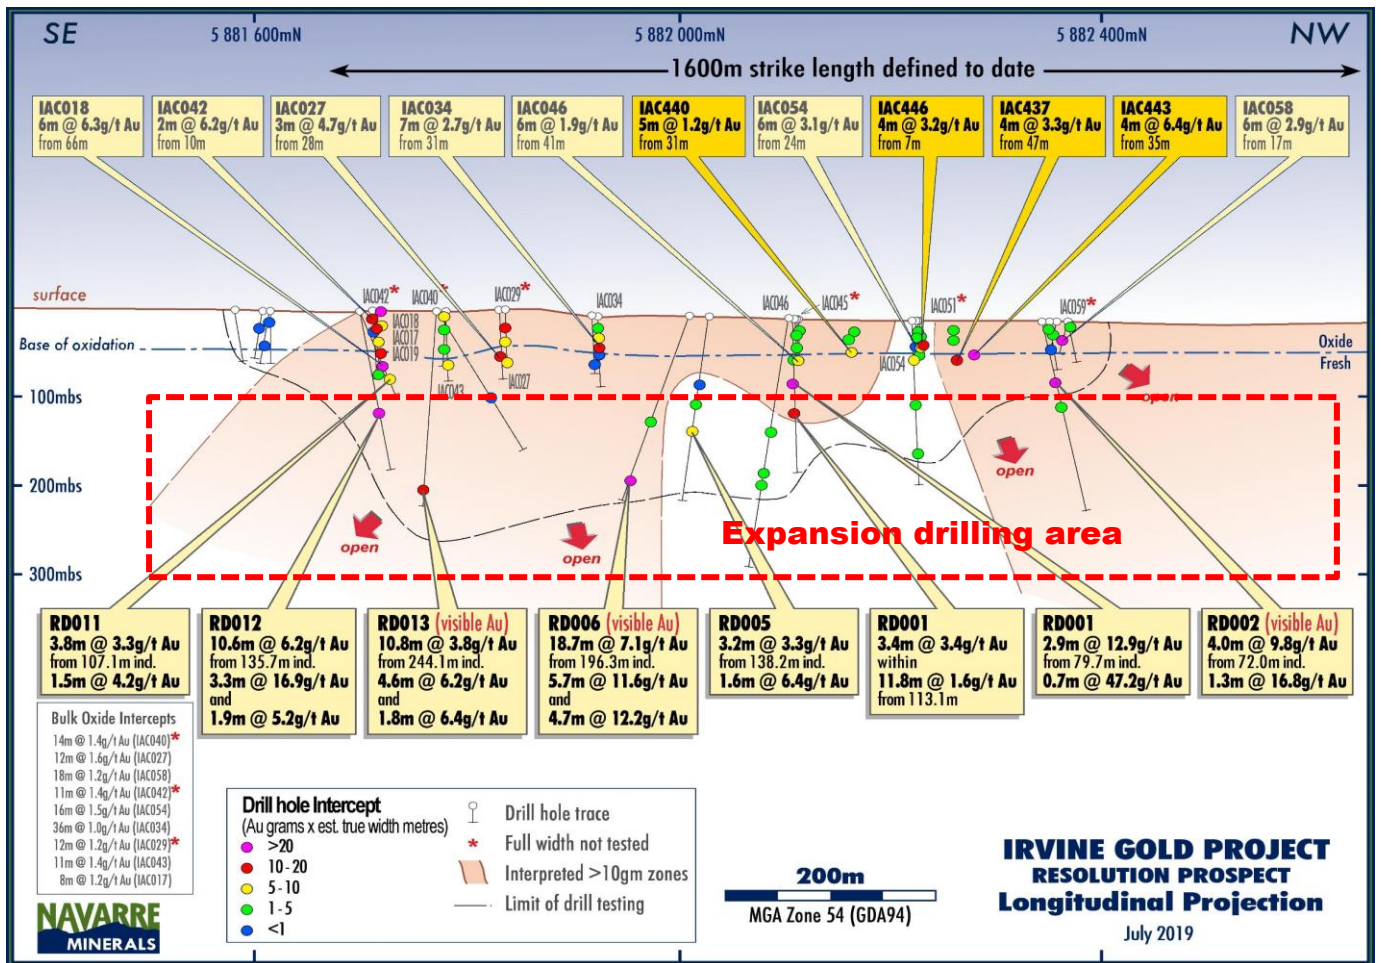 SE
5 881 600mN
5 882 000mN
5 882 400mN
NW
1600m strike length defined to date
IAC018
6m @ 6.3g/t Au
from 66m
IAC042
2m @ 6.2g/t Au
from 10m
IAC027
3m @ 4.7g/t Au
from 28m
IAC034
7m @ 2.7g/t Au
from 31m
IAC046
6m @ 1.9g/t Au
from 41m
IAC440
5m @ 1.2g/t Au
from 31m
IAC054
6m @ 3.1g/t Au
from 24m
IAC446
4m @ 3.2g/t Au
from 7m
IAC437
4m @ 3.3g/t Au
from 47m
IAC443
4m @ 6.4g/t Au
from 35m
IAC058
6m @ 2.9g/t Au
from 17m
surface
IAC042*
IAC040*
IAC029*
IAC034
IAC046
IAC045*
IAC051*
IAC059*
IAC018
IAC017
IAC019
IAC043
IAC027
IAC054
Base of oxidation
Oxide
Fresh
100mbs
200mbs
300mbs
open
open
open
open
Expansion drilling area
RD011
3.8m @ 3.3g/t Au
from 107.1m ind.
1.5m @ 4.2g/t Au
RD012
10.6m @ 6.2g/t Au
from 135.7m ind.
3.3m @ 16.9g/t Au
and
1.9m @ 5.2g/t Au
RD013 (visible Au)
10.8m @ 3.8g/t Au
from 244.1m ind.
4.6m @ 6.2g/t Au
and
1.8m @ 6.4g/t Au
RD006 (visible Au)
18.7m @ 7.1g/t Au
from 196.3m ind.
5.7m @ 11.6g/t Au
and
4.7m @ 12.2g/t Au
RD005
3.2m @ 3.3g/t Au
from 138.2m ind.
1.6m @ 6.4g/t Au
RD001
3.4m @ 3.4g/t Au
within
11.8m @ 1.6g/t Au
from 113.1m
RD001
2.9m @ 12.9g/t Au
from 79.7m ind.
0.7m @ 47.2g/t Au
RD002 (visible Au)
4.0m @ 9.8g/t Au
from 72.0m ind.
1.3m @ 16.8g/t Au
Bulk Oxide Intercepts
14m @ 1.4g/t Au (IAC040)*
12m @ 1.6g/t Au (IAC027)
18m @ 1.2g/t Au (IAC058)
11m @ 1.4g/t Au (IAC042)*
16m @ 1.5g/t Au (IAC054)
36m @ 1.0g/t Au (IAC034)
12m @ 1.2g/t Au (IAC029)*
11m @ 1.4g/t Au (IAC043)
8m @ 1.2g/t Au (IAC017)
NAVARRE
MINERALS
Drill hole Intercept
(Au grams x est. true width metres)
>20
10 - 20
5 - 10
1 - 5
<1
Drill hole trace
* Full width not tested
Interpreted >10gm zones
Limit of drill testing
200m
MGA Zone 54 (GDA94)
IRVINE GOLD PROJECT
RESOLUTION PROSPECT
Longitudinal Projection
July 2019